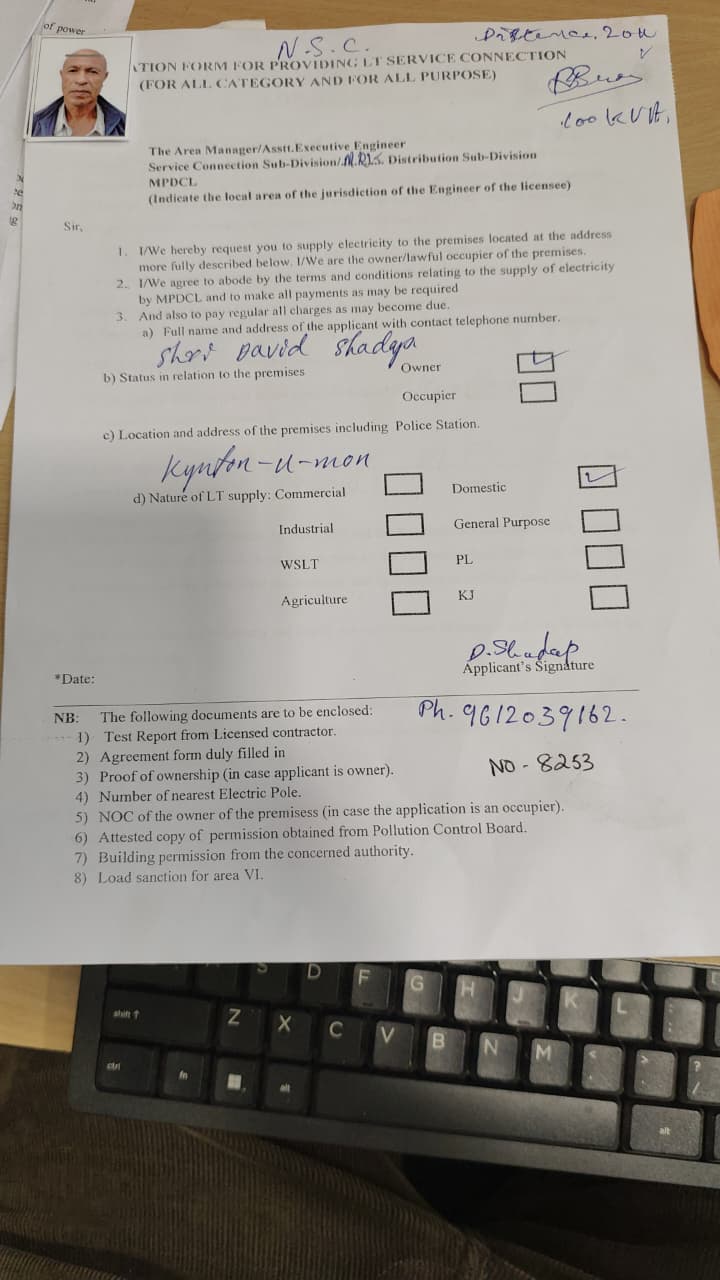 of power
N.S.C.
Distance, 20m
ATION FORM FOR PROVIDING LT SERVICE CONNECTION
(FOR ALL CATEGORY AND FOR ALL PURPOSE)
100 kVA,
The Area Manager/Asstt.Executive Engineer
Service Connection Sub-Division/ Distribution Sub-Division
MPDCL
(Indicate the local area of the jurisdiction of the Engineer of the licensee)
Sir,
1. I/We hereby request you to supply electricity to the premises located at the address
more fully described below. I/We are the owner/lawful occupier of the premises.
2. I/We agree to abode by the terms and conditions relating to the supply of electricity
by MPDCL and to make all payments as may be required
3. And also to pay regular all charges as may become due.
a) Full name and address of the applicant with contact telephone number.
Shri David Shadap
b) Status in relation to the premises Owner
Occupier
c) Location and address of the premises including Police Station.
Kynton-u-mon
d) Nature of LT supply: Commercial Domestic
Industrial General Purpose
WSLT PL
Agriculture KJ
D.Shadap
Applicant's Signature
*Date:
NB: The following documents are to be enclosed:
Ph. 9612039162.
1) Test Report from Licensed contractor.
2) Agreement form duly filled in
NO - 8253
3) Proof of ownership (in case applicant is owner).
4) Number of nearest Electric Pole.
5) NOC of the owner of the premisess (in case the application is an occupier).
6) Attested copy of permission obtained from Pollution Control Board.
7) Building permission from the concerned authority.
8) Load sanction for area VI.
S D F G H J K L
shift Z X C V B N M < > ?
ctrl fn alt alt